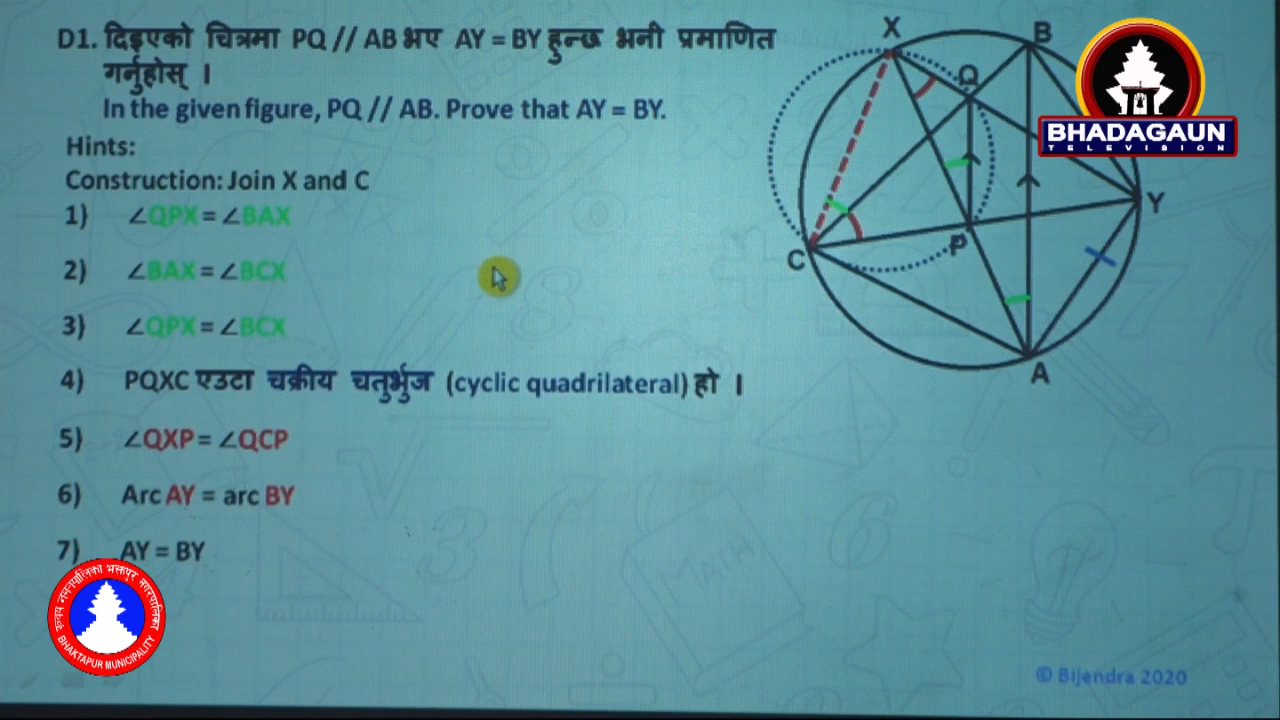 D1. दिइएको चित्रमा PQ // AB भए AY = BY हुन्छ भनी प्रमाणित
गर्नुहोस् ।
In the given figure, PQ // AB. Prove that AY = BY.
Hints:
Construction: Join X and C
1) ∠QPX = ∠BAX
2) ∠BAX = ∠BCX
3) ∠QPX = ∠BCX
4) PQXC एउटा चक्रीय चतुर्भुज (cyclic quadrilateral) हो ।
5) ∠QXP = ∠QCP
6) Arc AY = arc BY
7) AY = BY
X
B
Q
Y
C
P
A
BHADAGAUN
TELEVISION
BHAKTAPUR MUNICIPALITY
MATH
© Bijendra 2020